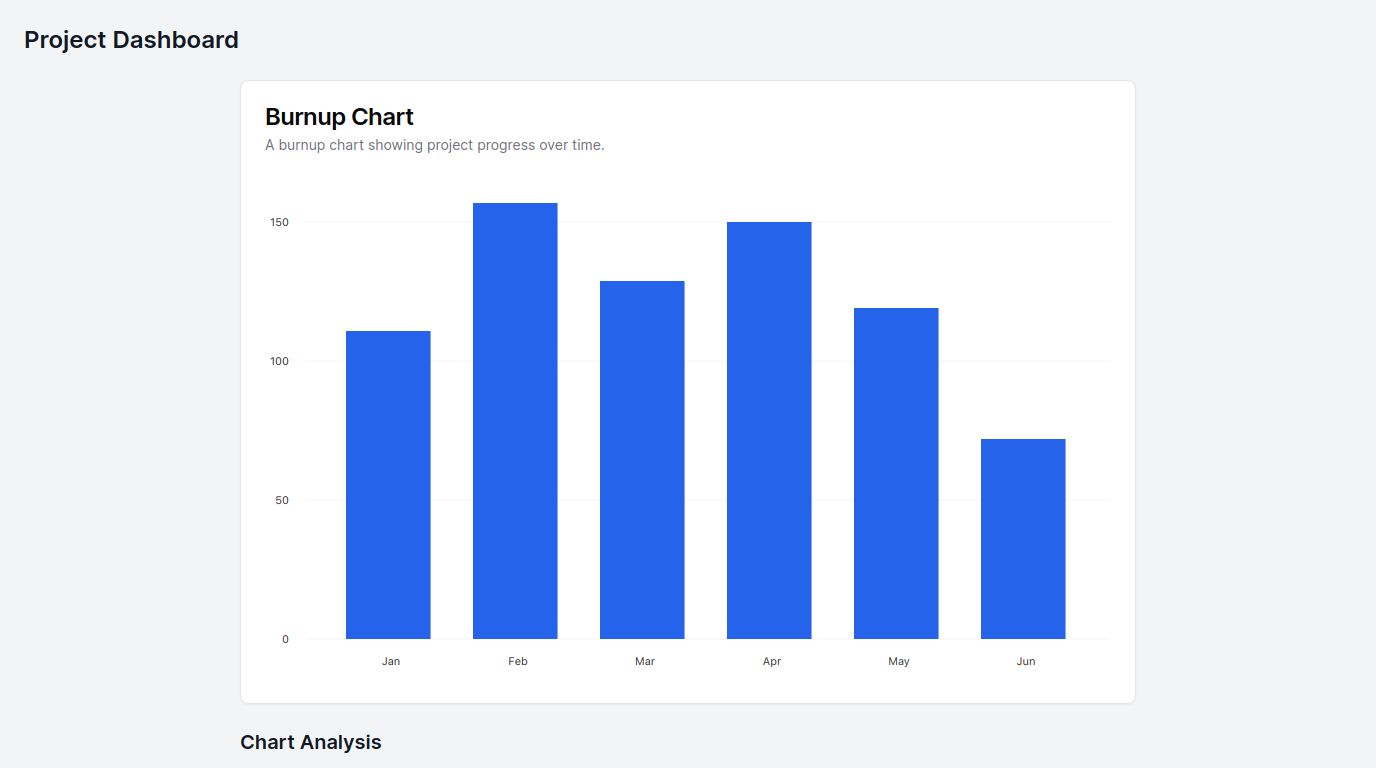 Project Dashboard
Burnup Chart
A burnup chart showing project progress over time.
150
100
50
0
Jan Feb Mar Apr May Jun
Chart Analysis